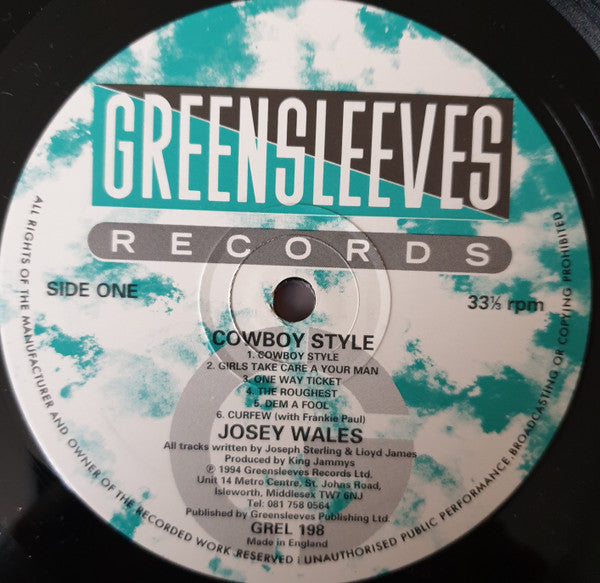 GREENSLEEVES
RECORDS
SIDE ONE
33⅓ rpm
COWBOY STYLE
1. COWBOY STYLE
2. GIRLS TAKE CARE A YOUR MAN
3. ONE WAY TICKET
4. THE ROUGHEST
5. DEM A FOOL
6. CURFEW (with Frankie Paul)
JOSEY WALES
All tracks written by Joseph Sterling & Lloyd James
Produced by King Jammys
℗ 1994 Greensleeves Records Ltd.
Unit 14 Metro Centre, St. Johns Road,
Isleworth, Middlesex TW7 6NJ
Tel: 081 758 0564
Published by Greensleeves Publishing Ltd.
GREL 198
Made in England
ALL RIGHTS OF THE MANUFACTURER AND OWNER OF THE RECORDED WORK RESERVED : UNAUTHORISED PUBLIC PERFORMANCE, BROADCASTING OR COPYING PROHIBITED